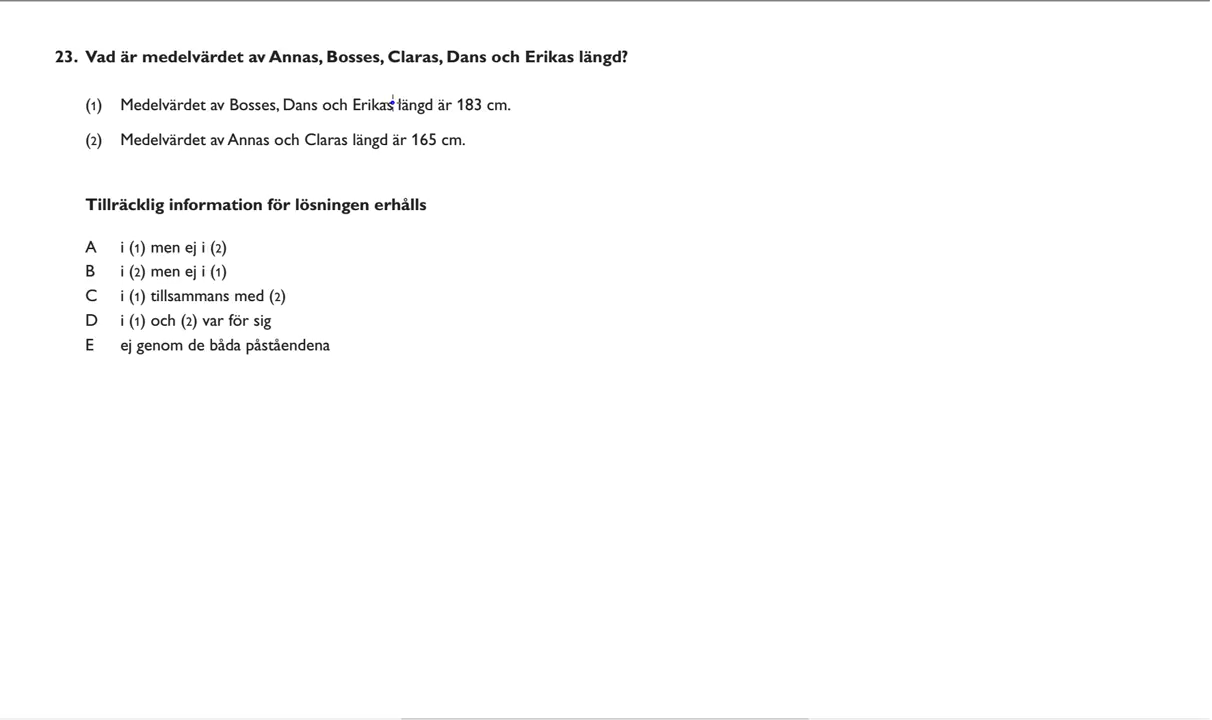 23. Vad är medelvärdet av Annas, Bosses, Claras, Dans och Erikas längd?
(1) Medelvärdet av Bosses, Dans och Erikas längd är 183 cm.
(2) Medelvärdet av Annas och Claras längd är 165 cm.
Tillräcklig information för lösningen erhålls
A i (1) men ej i (2)
B i (2) men ej i (1)
C i (1) tillsammans med (2)
D i (1) och (2) var för sig
E ej genom de båda påståendena